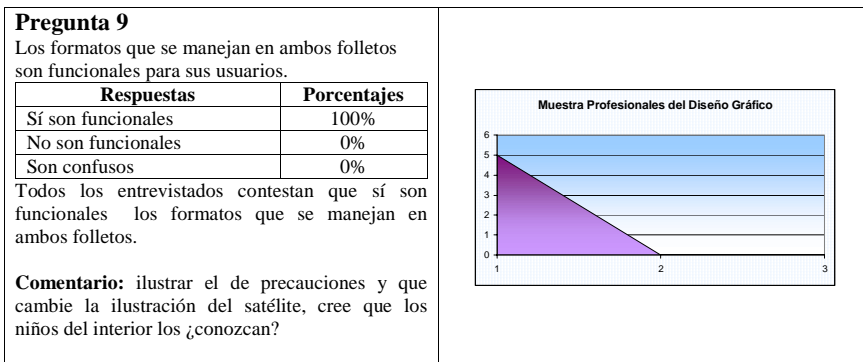 Pregunta 9
Los formatos que se manejan en ambos folletos
son funcionales para sus usuarios.
Respuestas Porcentajes
Sí son funcionales 100%
No son funcionales 0%
Son confusos 0%
Todos los entrevistados contestan que sí son
funcionales los formatos que se manejan en
ambos folletos.
Comentario: ilustrar el de precauciones y que
cambie la ilustración del satélite, cree que los
niños del interior los ¿conozcan?
Muestra Profesionales del Diseño Gráfico
6
5
4
3
2
1
0
1 2 3